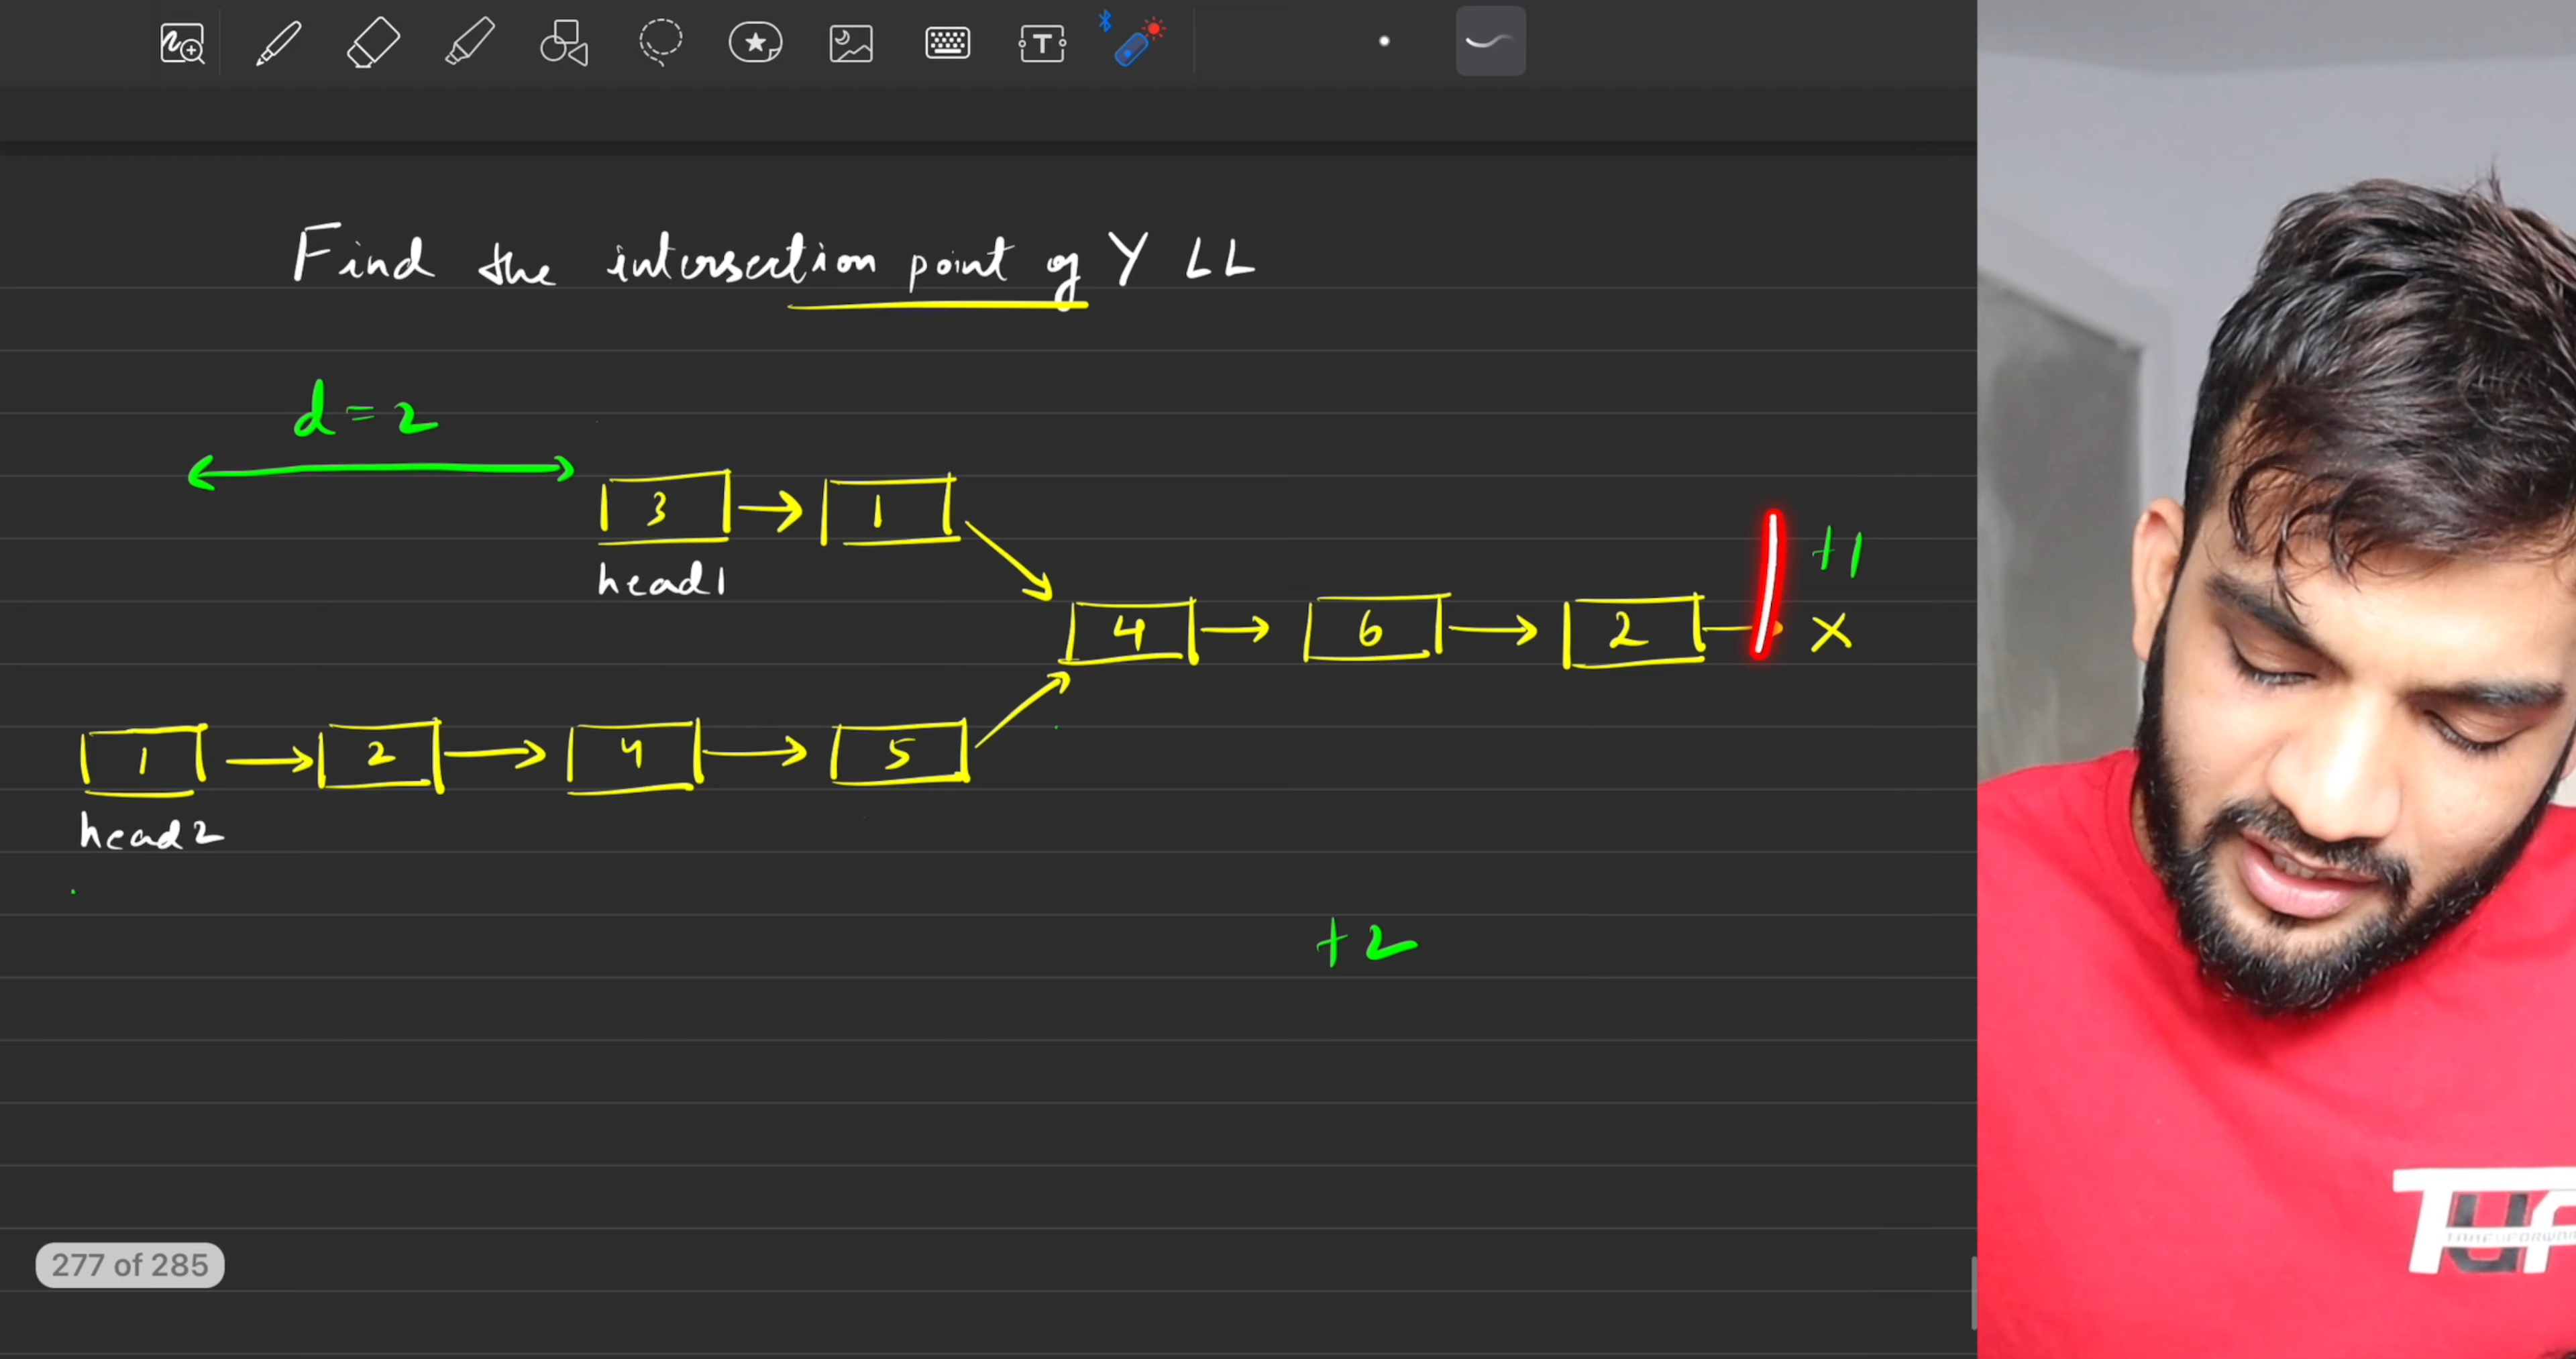 Find the intersection point of Y LL
d = 2
3 → 1
head1
+1
4 → 6 → 2 → X
1 → 2 → 4 → 5
head2
+2
277 of 285
TUF